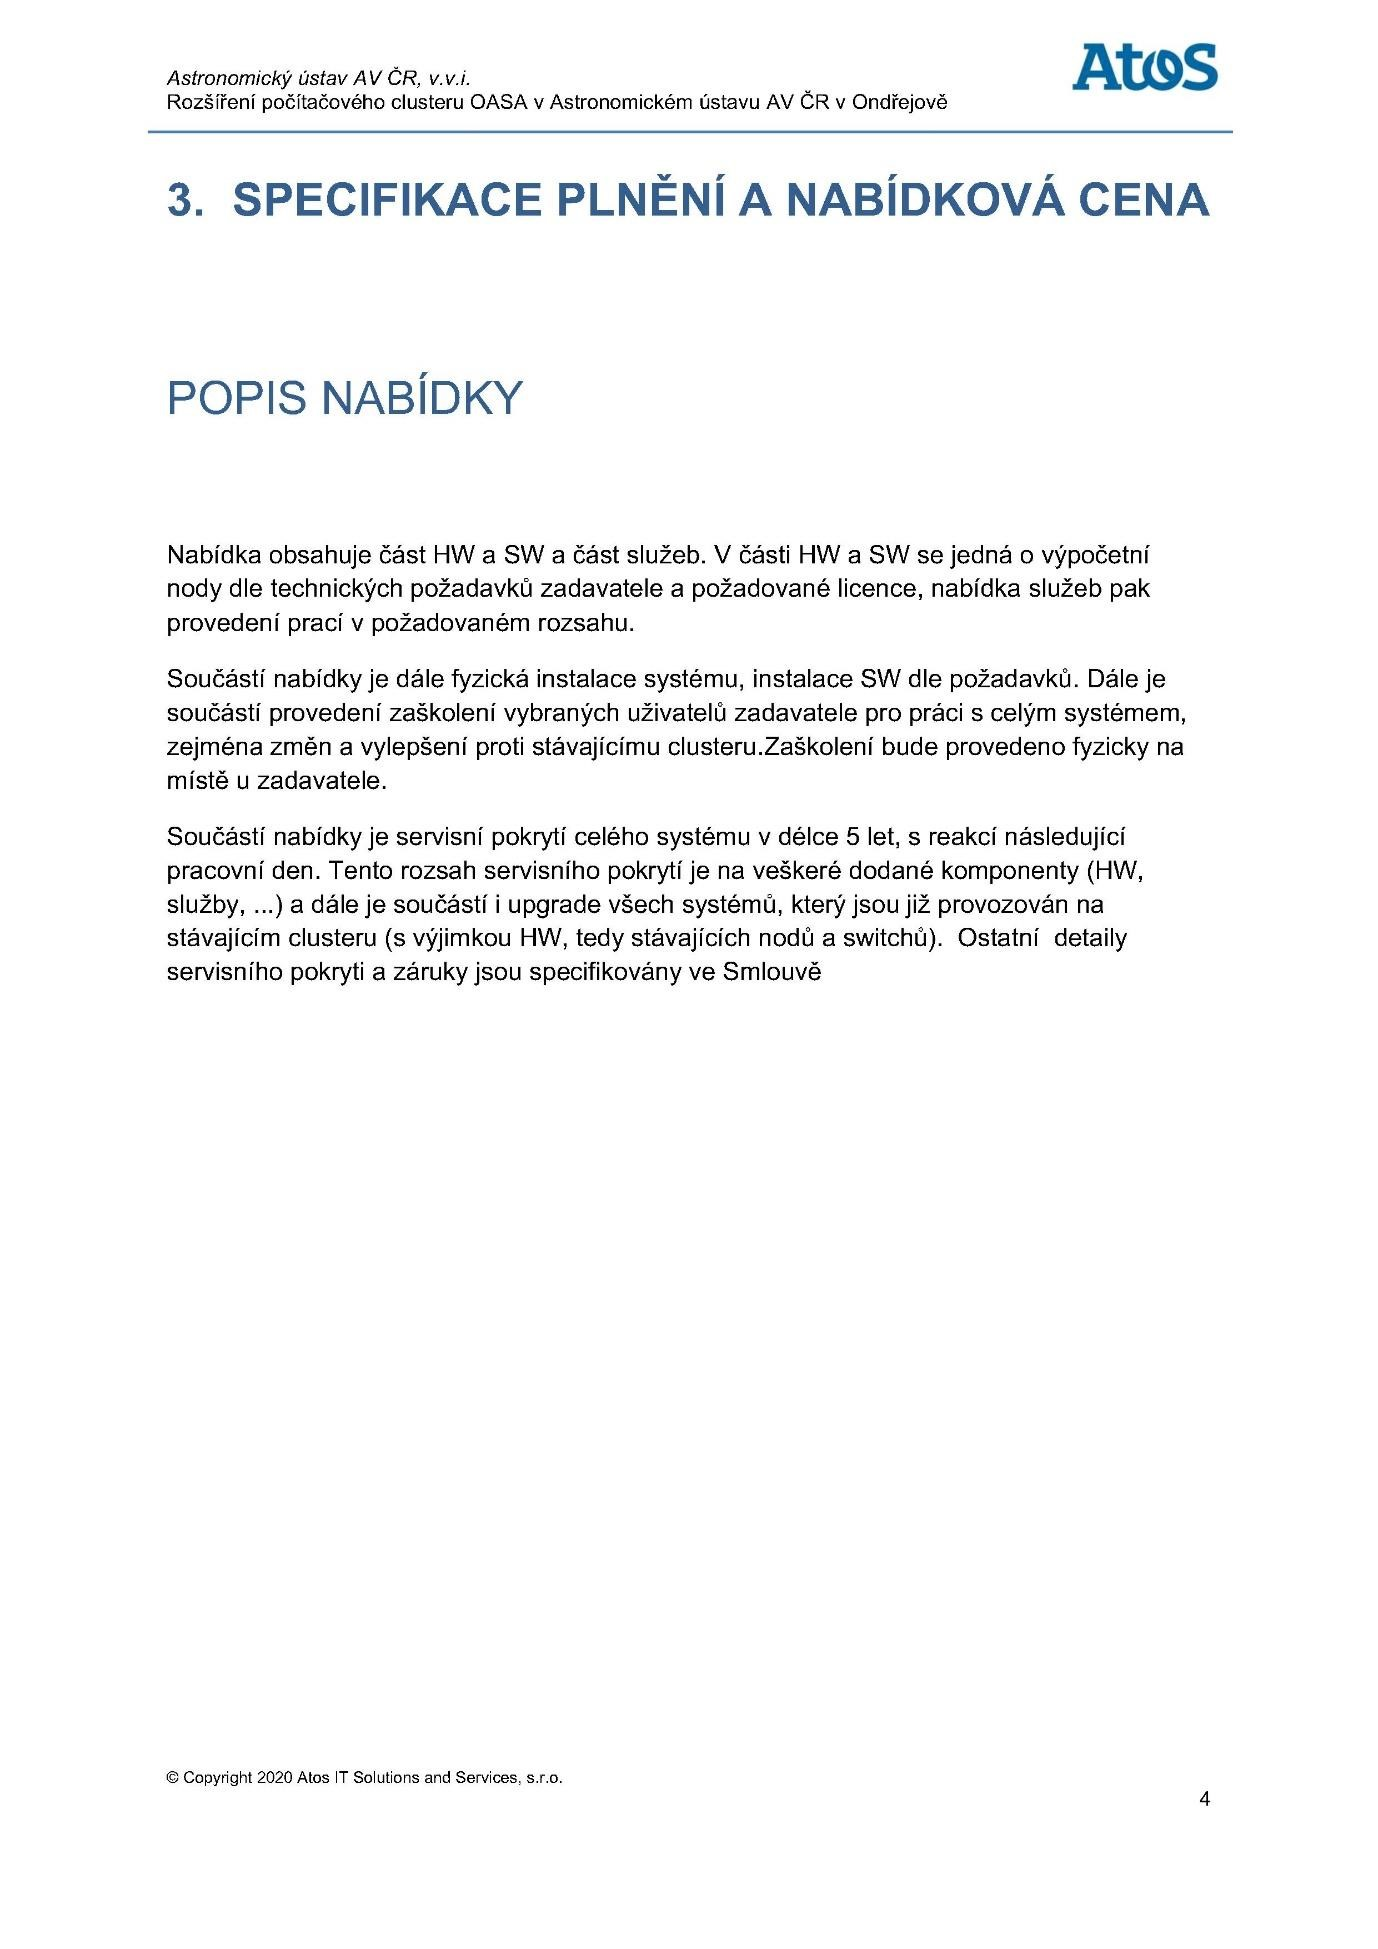 Astronomický ústav AV ČR, v.v.i.
Rozšíření počítačového clusteru OASA v Astronomickém ústavu AV ČR v Ondřejově
Atos
3. SPECIFIKACE PLNĚNÍ A NABÍDKOVÁ CENA
POPIS NABÍDKY
Nabídka obsahuje část HW a SW a část služeb. V části HW a SW se jedná o výpočetní
nody dle technických požadavků zadavatele a požadované licence, nabídka služeb pak
provedení prací v požadovaném rozsahu.
Součástí nabídky je dále fyzická instalace systému, instalace SW dle požadavků. Dále je
součástí provedení zaškolení vybraných uživatelů zadavatele pro práci s celým systémem,
zejména změn a vylepšení proti stávajícímu clusteru.Zaškolení bude provedeno fyzicky na
místě u zadavatele.
Součástí nabídky je servisní pokrytí celého systému v délce 5 let, s reakcí následující
pracovní den. Tento rozsah servisního pokrytí je na veškeré dodané komponenty (HW,
služby, ...) a dále je součástí i upgrade všech systémů, který jsou již provozován na
stávajícím clusteru (s výjimkou HW, tedy stávajících nodů a switchů).  Ostatní  detaily
servisního pokryti a záruky jsou specifikovány ve Smlouvě
© Copyright 2020 Atos IT Solutions and Services, s.r.o.
4